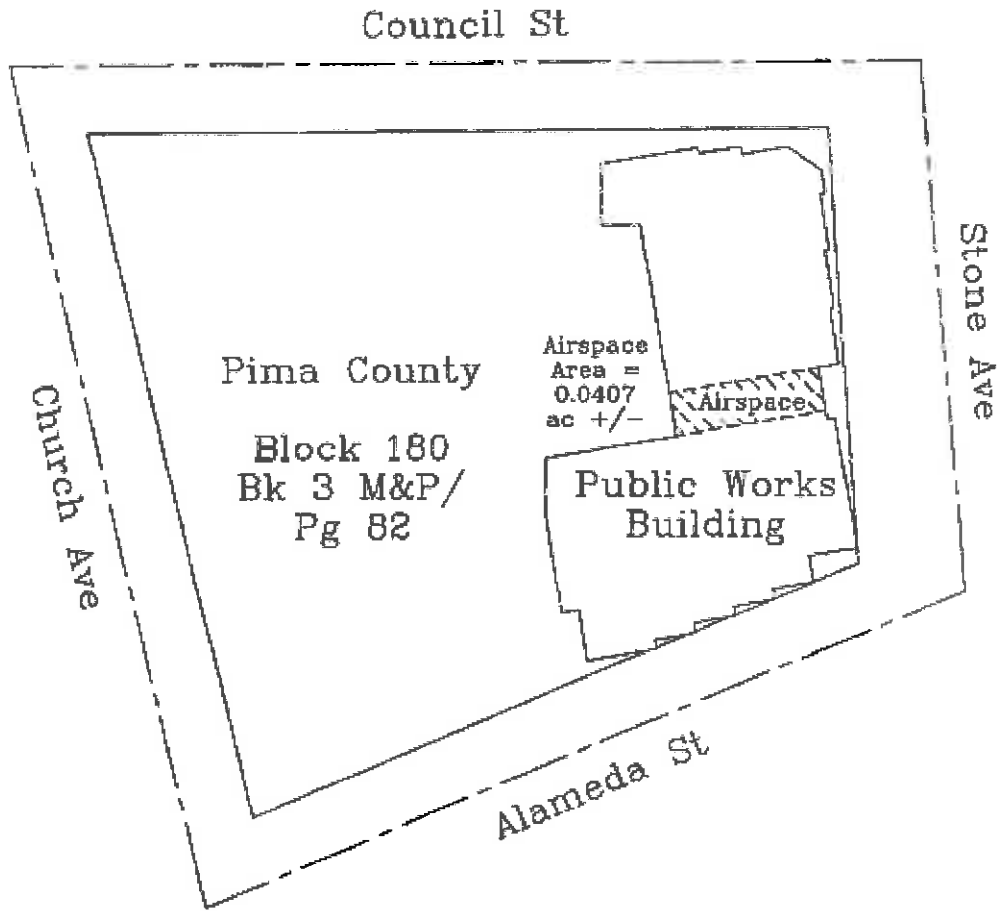 Council St
Stone Ave
Airspace
Area =
0.0407
ac +/-
Airspace
Pima County
Block 180
Bk 3 M&P/
Pg 82
Church Ave
Public Works
Building
Alameda St